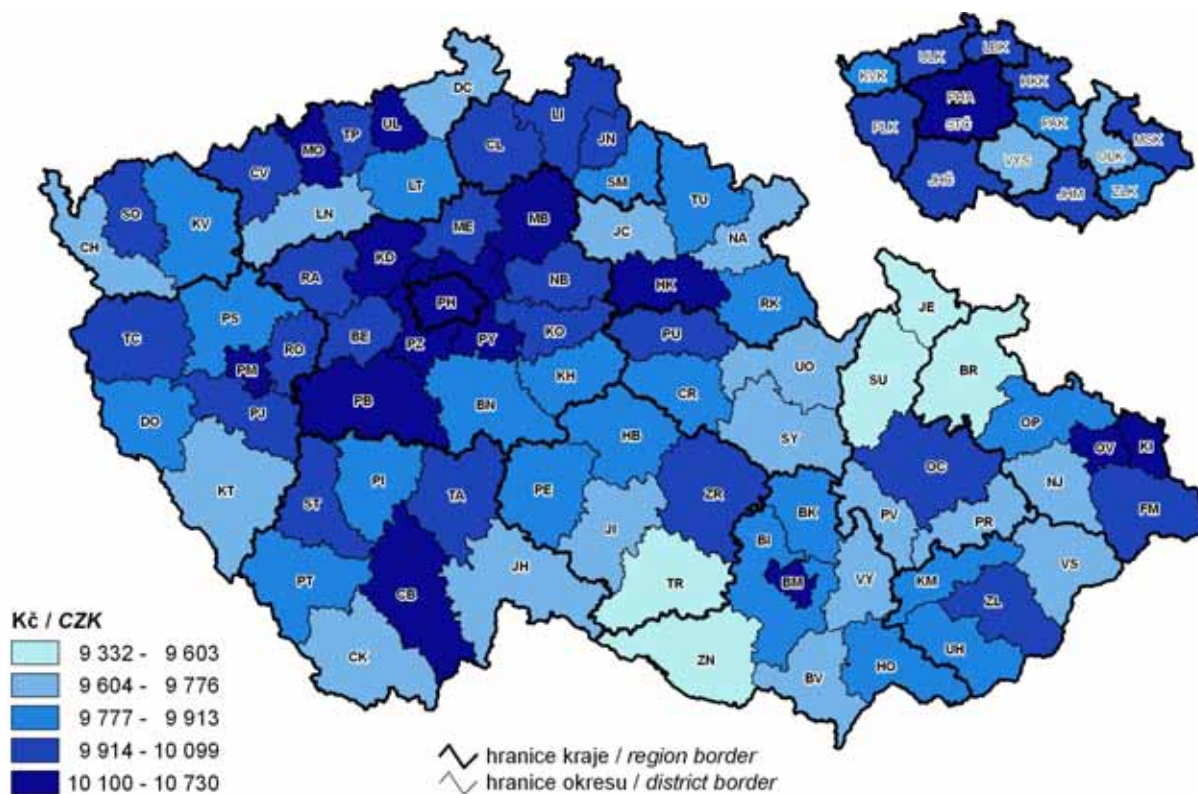 DC
UL
LI
TP
JN
MO
CL
CV
LT
SM
LN
TU
SO
KV
MB
ME
JC
NA
CH
KD
RA
NB
HK
PH
RK
PS
TC
BE
RO
PZ
PY
KO
PU
PM
UO
JE
SU
BR
KH
CR
PB
BN
DO
PJ
OP
HB
SY
OV
KI
OC
KT
ST
PI
TA
PE
ZR
NJ
FM
BK
PV
PR
JI
BI
VS
JH
TR
BM
VY
KM
PT
CB
ZL
CK
ZN
UH
BV
HO
ULK
LBK
KVK
HKK
PHA
STČ
PAK
PLK
MSK
VYS
OLK
JHČ
JHM
ZLK
Kč / CZK
9 332 - 9 603
9 604 - 9 776
9 777 - 9 913
9 914 - 10 099
10 100 - 10 730
hranice kraje / region border
hranice okresu / district border